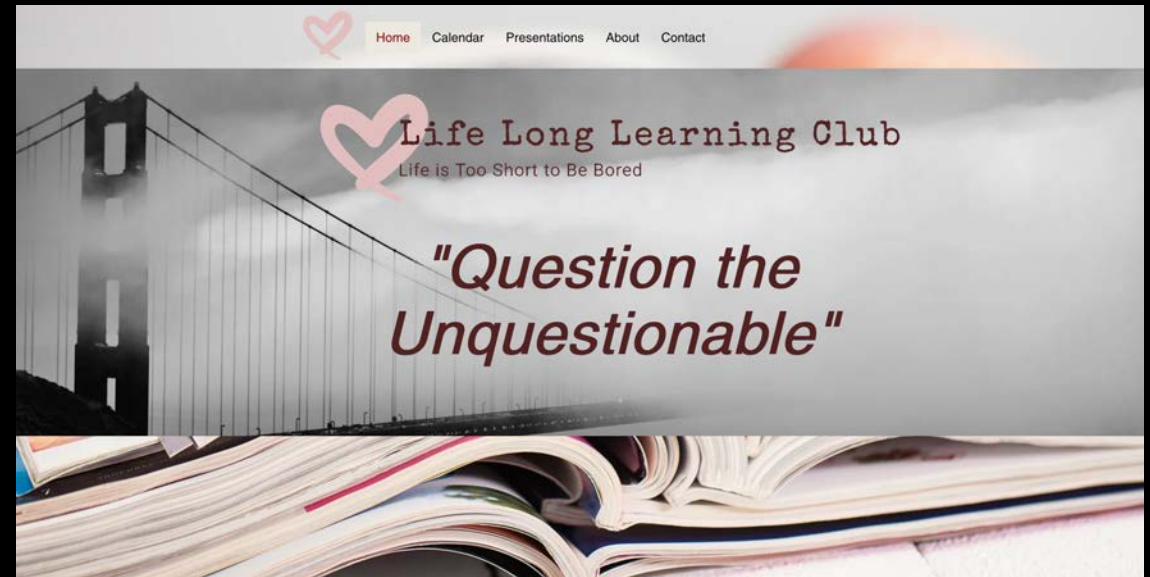 Home Calendar Presentations About Contact
Life Long Learning Club
Life is Too Short to Be Bored
"Question the
Unquestionable"